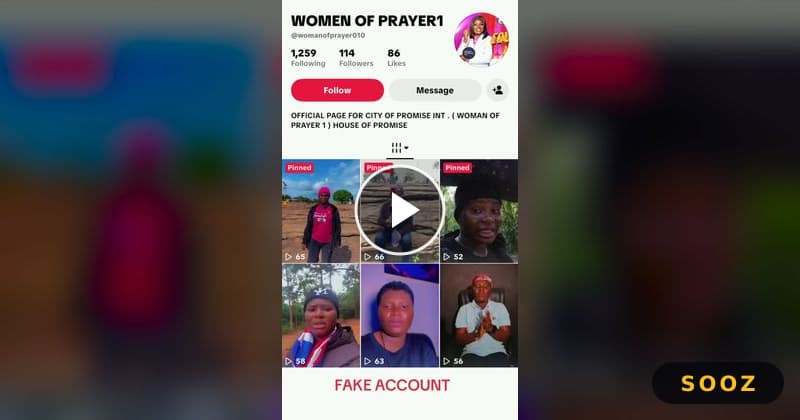 WOMEN OF PRAYER1
@womanofprayer010
1,259
114
86
Following
Followers
Likes
Follow
Message
OFFICIAL PAGE FOR CITY OF PROMISE INT . ( WOMAN OF
PRAYER 1 ) HOUSE OF PROMISE
Pinned
Pinned
Pinned
65
66
52
58
63
56
FAKE ACCOUNT
SOOZ